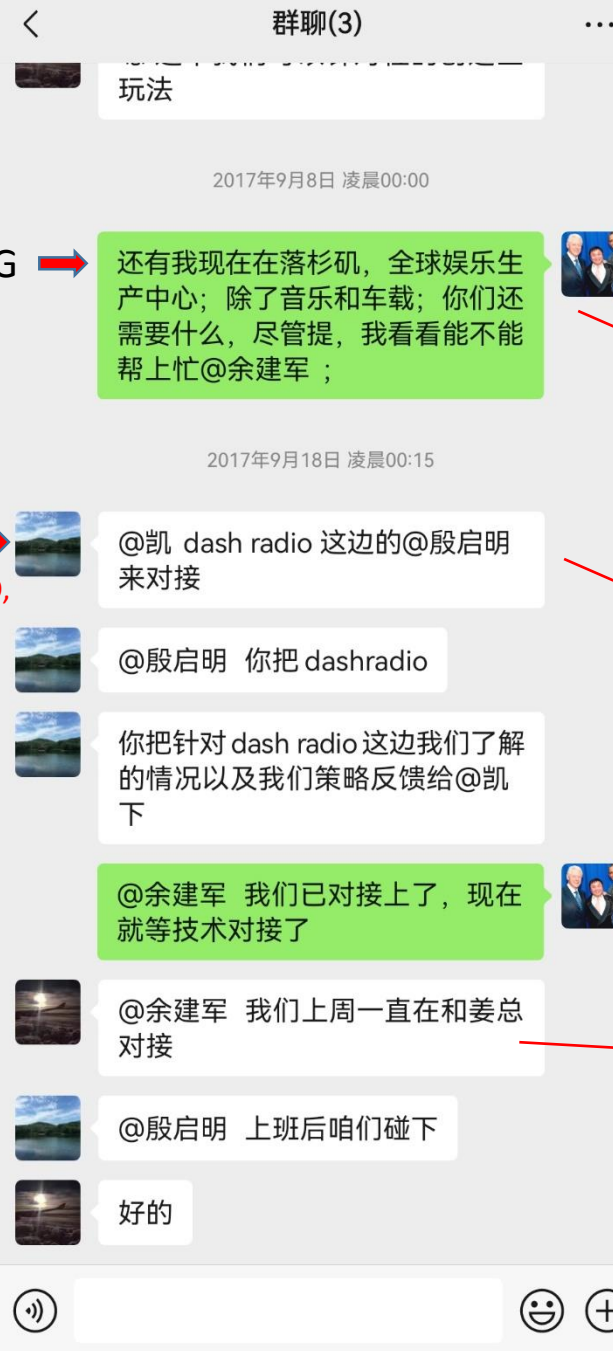 群聊(3)
玩法
2017年9月8日 凌晨00:00
G
还有我现在在落杉矶，全球娱乐生
产中心；除了音乐和车载；你们还
需要什么，尽管提，我看看能不能
帮上忙@余建军 ；
2017年9月18日 凌晨00:15
@凯 dash radio 这边的@殷启明
来对接
@殷启明 你把 dashradio
你把针对 dash radio 这边我们了解
的情况以及我们策略反馈给@凯
下
@余建军 我们已对接上了，现在
就等技术对接了
@余建军 我们上周一直在和姜总
对接
@殷启明 上班后咱们碰下
好的